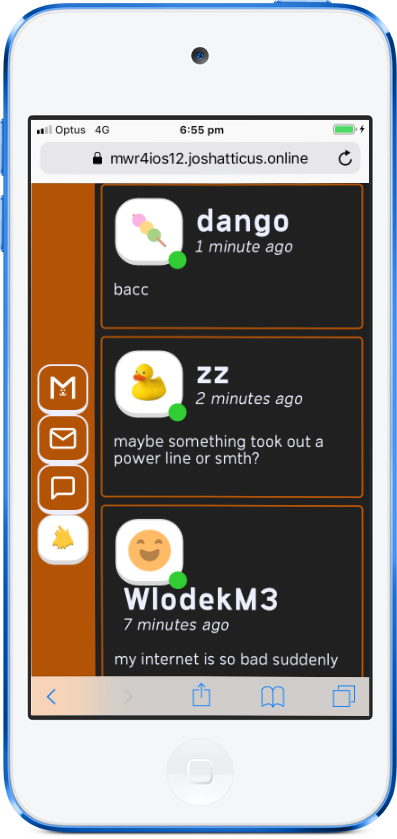 Optus 4G 6:55 pm
mwr4ios12.joshatticus.online
dango
1 minute ago
bacc
zz
2 minutes ago
maybe something took out a
power line or smth?
WlodekM3
7 minutes ago
my internet is so bad suddenly